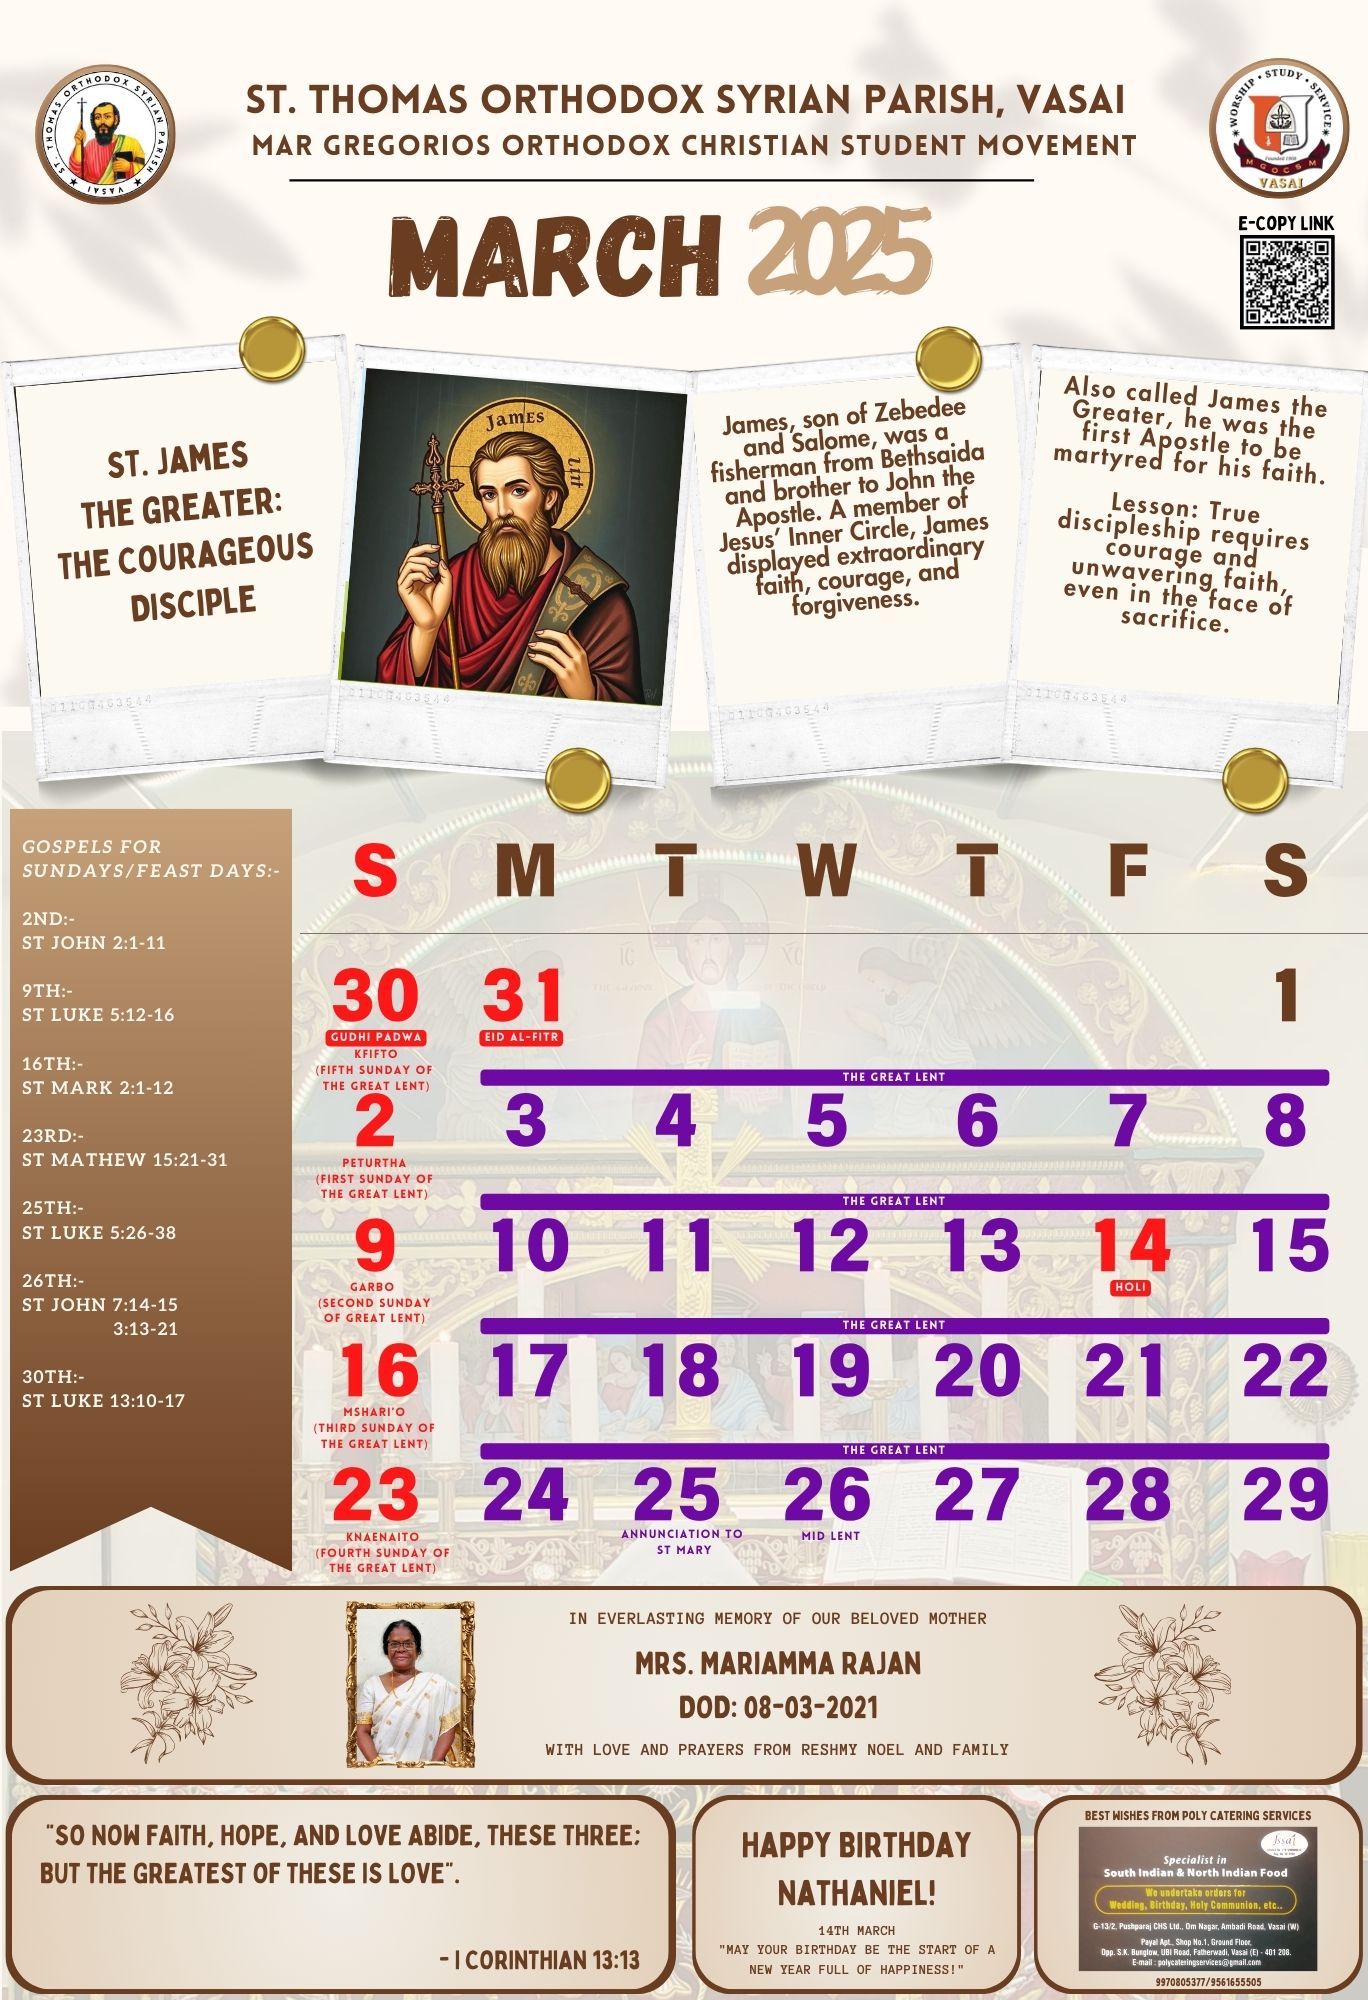 ST. THOMAS ORTHODOX SYRIAN PARISH
VASAI
ST. THOMAS ORTHODOX SYRIAN PARISH, VASAI
MAR GREGORIOS ORTHODOX CHRISTIAN STUDENT MOVEMENT
WORSHIP • STUDY • SERVICE
Founded 1908
MGOCSM
VASAI
MARCH 2025
E-COPY LINK
ST. JAMES
THE GREATER:
THE COURAGEOUS
DISCIPLE
James
James, son of Zebedee
and Salome, was a
fisherman from Bethsaida
and brother to John the
Apostle. A member of
Jesus' Inner Circle, James
displayed extraordinary
faith, courage, and
forgiveness.
Also called James the
Greater, he was the
first Apostle to be
martyred for his faith.
Lesson: True
discipleship requires
courage and
unwavering faith,
even in the face of
sacrifice.
GOSPELS FOR
SUNDAYS/FEAST DAYS:-
2ND:-
ST JOHN 2:1-11
9TH:-
ST LUKE 5:12-16
16TH:-
ST MARK 2:1-12
23RD:-
ST MATHEW 15:21-31
25TH:-
ST LUKE 5:26-38
26TH:-
ST JOHN 7:14-15
3:13-21
30TH:-
ST LUKE 13:10-17
S M T W T F S
30 31 1
GUDHI PADWA EID AL-FITR
KFIFTO
(FIFTH SUNDAY OF
THE GREAT LENT)
THE GREAT LENT
2 3 4 5 6 7 8
PETURTHA
(FIRST SUNDAY OF
THE GREAT LENT)
THE GREAT LENT
9 10 11 12 13 14 15
GARBO HOLI
(SECOND SUNDAY
OF GREAT LENT)
THE GREAT LENT
16 17 18 19 20 21 22
MSHARI'O
(THIRD SUNDAY OF
THE GREAT LENT)
THE GREAT LENT
23 24 25 26 27 28 29
KNAENAITO
(FOURTH SUNDAY OF
THE GREAT LENT)
ANNUNCIATION TO
ST MARY
MID LENT
IN EVERLASTING MEMORY OF OUR BELOVED MOTHER
MRS. MARIAMMA RAJAN
DOD: 08-03-2021
WITH LOVE AND PRAYERS FROM RESHMY NOEL AND FAMILY
"SO NOW FAITH, HOPE, AND LOVE ABIDE, THESE THREE;
BUT THE GREATEST OF THESE IS LOVE".
- I CORINTHIAN 13:13
HAPPY BIRTHDAY
NATHANIEL!
14TH MARCH
"MAY YOUR BIRTHDAY BE THE START OF A
NEW YEAR FULL OF HAPPINESS!"
BEST WISHES FROM POLY CATERING SERVICES
fssai
Specialist in
South Indian & North Indian Food
We undertake orders for
Wedding, Birthday, Holy Communion, etc..
G-13/2, Pushparaj CHS Ltd., Om Nagar, Ambadi Road, Vasai (W)
Payal Apt., Shop No.1, Ground Floor,
Opp. S.K. Bunglow, UBI Road, Fatherwadi, Vasai (E) - 401 208.
E-mail : polycateringservices@gmail.com
9970805377/9561655505